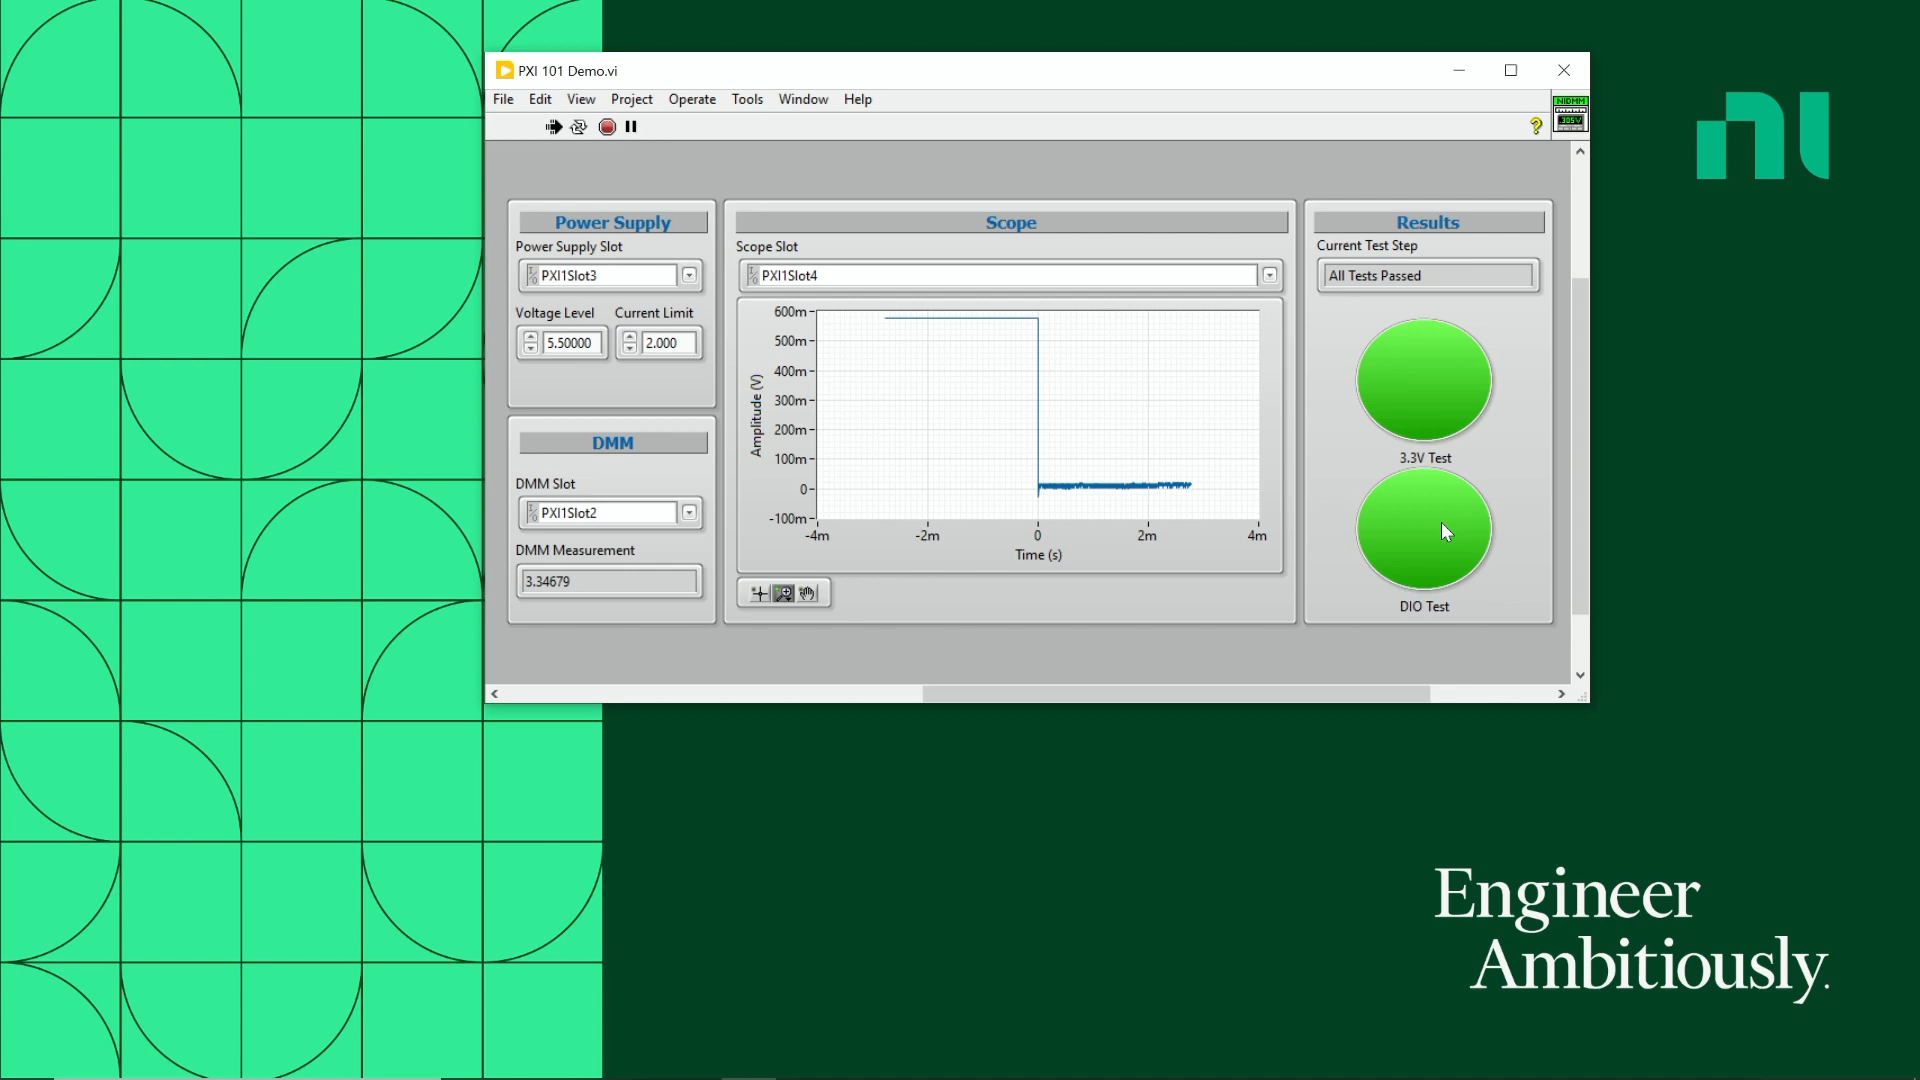 PXI 101 Demo.vi
File Edit View Project Operate Tools Window Help
NIDMM
.305V
Power Supply
Power Supply Slot
PXI1Slot3
Voltage Level Current Limit
5.50000 2.000
DMM
DMM Slot
PXI1Slot2
DMM Measurement
3.34679
Scope
Scope Slot
PXI1Slot4
600m
500m
400m
300m
200m
100m
0
-100m
Amplitude (V)
-4m -2m 0 2m 4m
Time (s)
Results
Current Test Step
All Tests Passed
3.3V Test
DIO Test
ni
Engineer
Ambitiously.